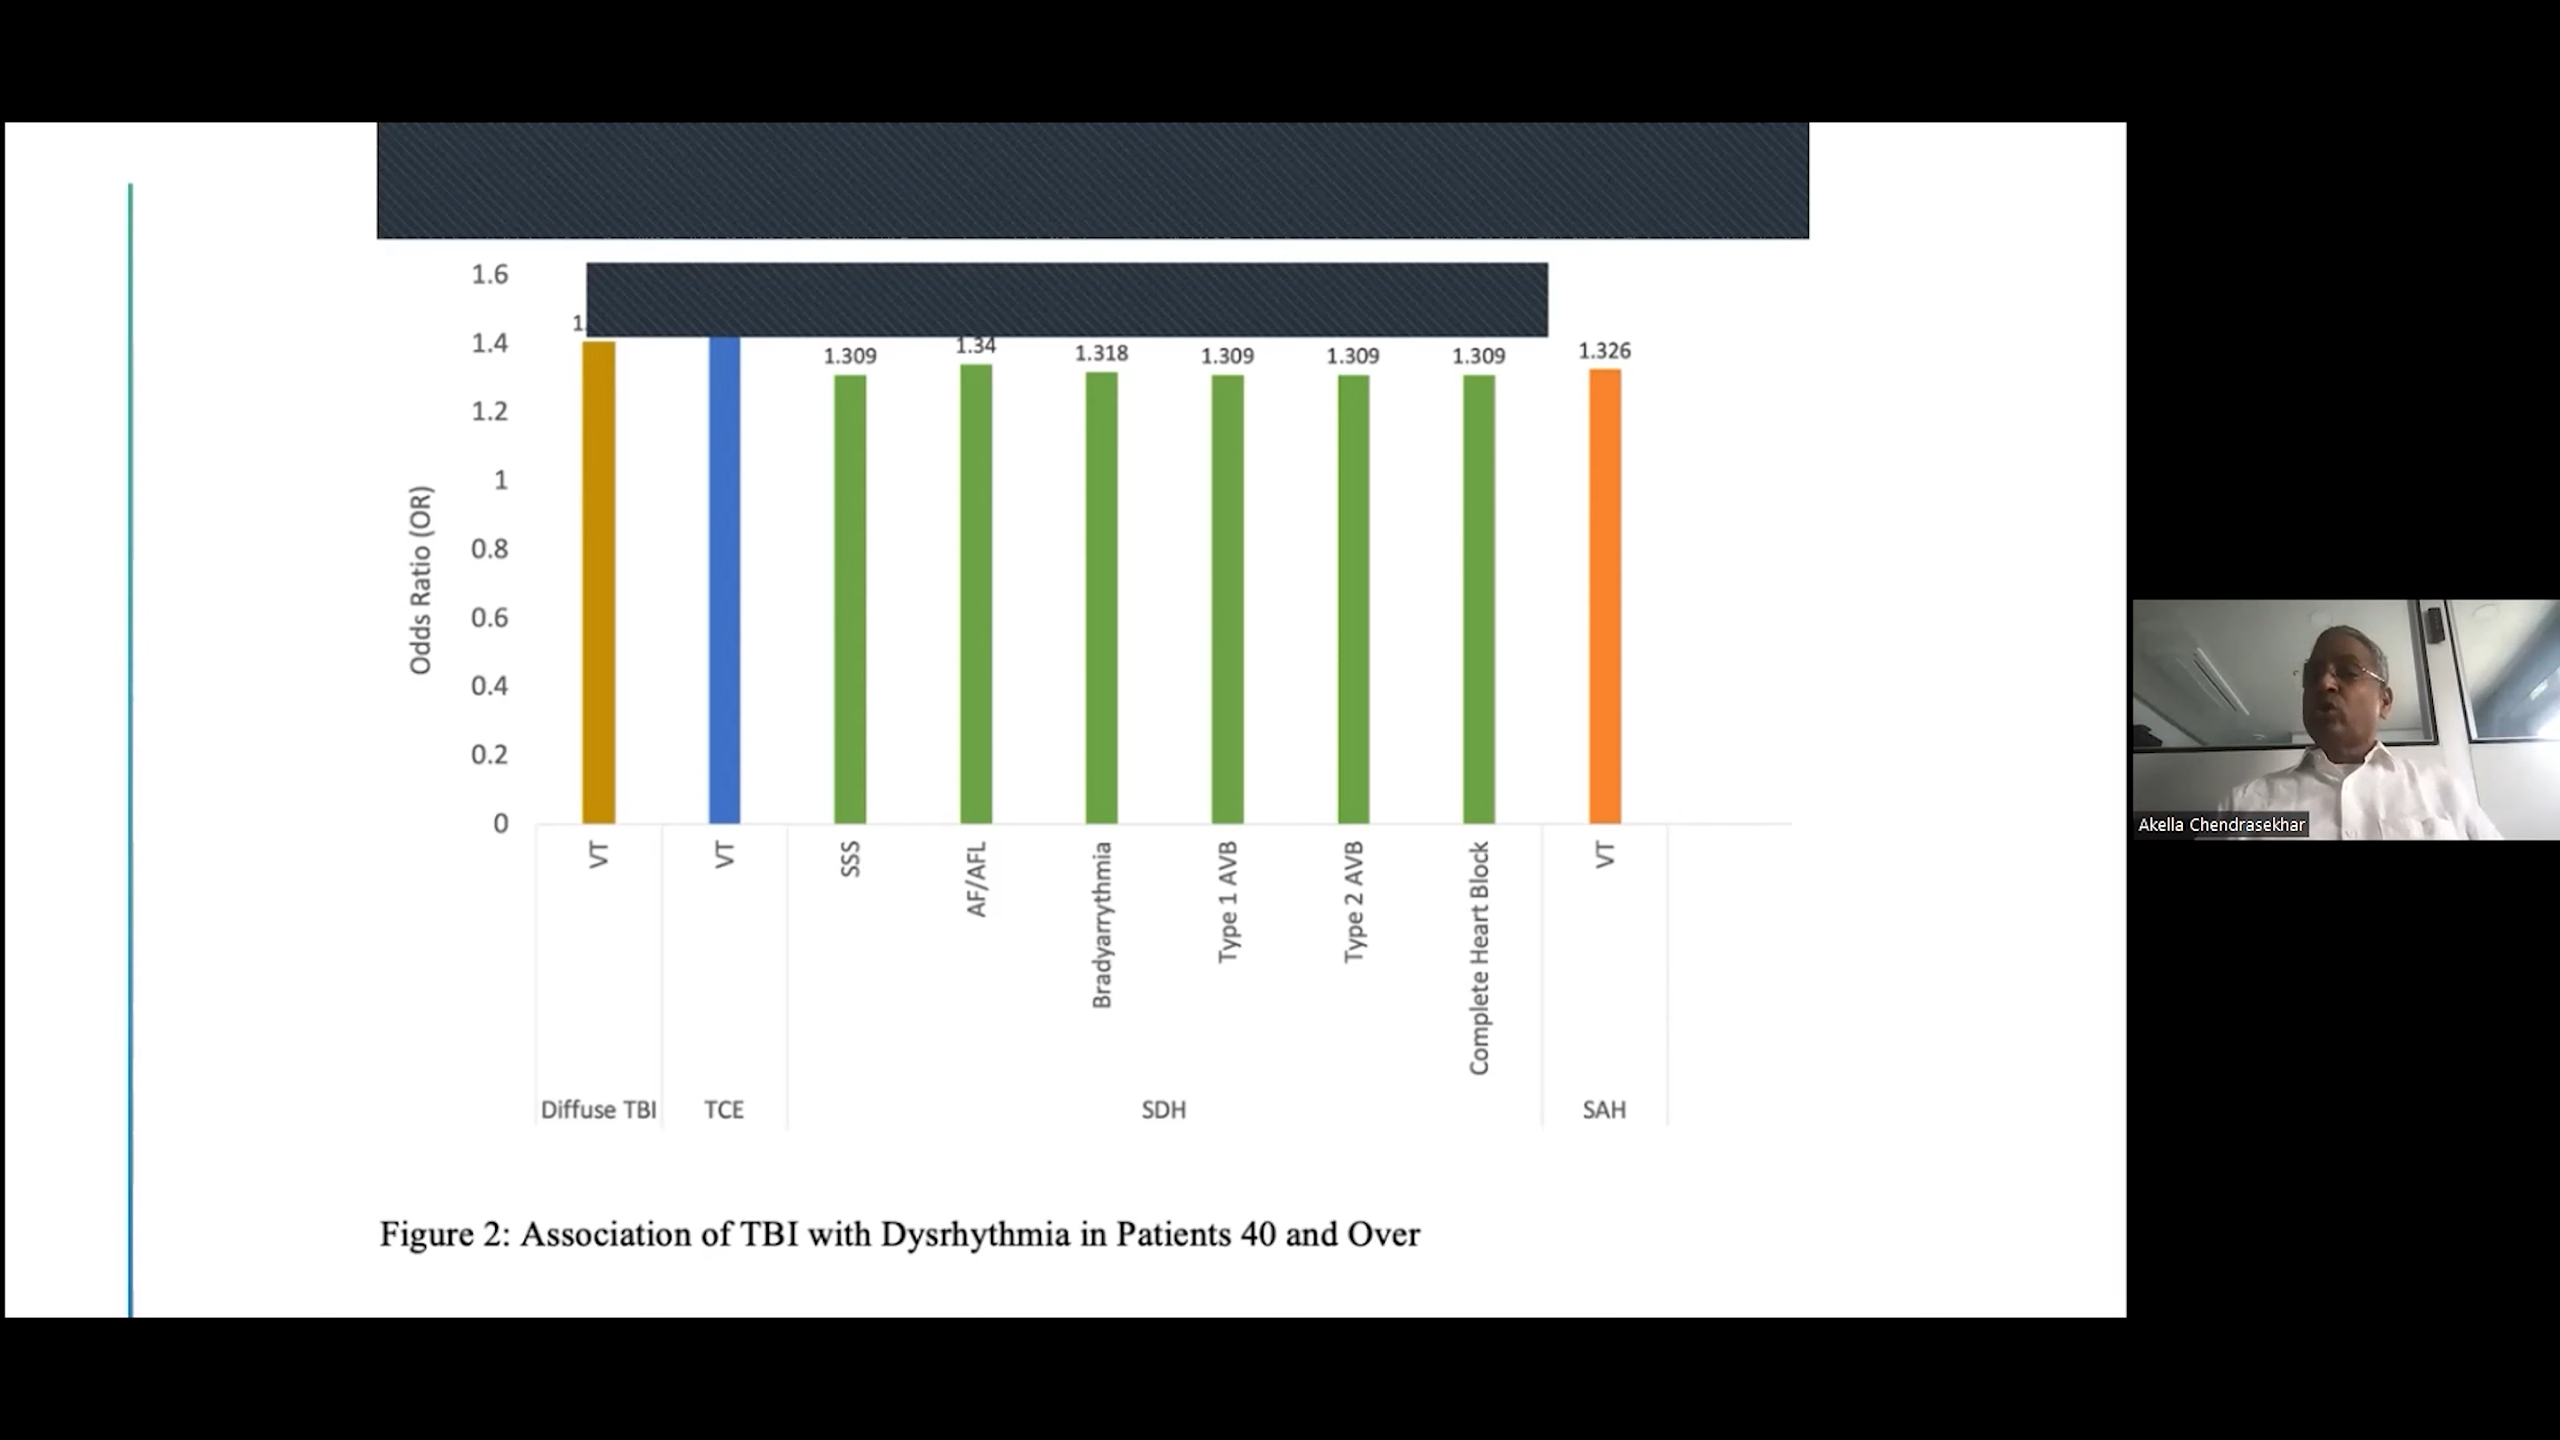 1.6
1.4
1.2
1
0.8
0.6
0.4
0.2
0
Odds Ratio (OR)
1.309
1.34
1.318
1.309
1.309
1.309
1.326
VT
VT
SSS
AF/AFL
Bradyarrythmia
Type 1 AVB
Type 2 AVB
Complete Heart Block
VT
Diffuse TBI
TCE
SDH
SAH
Figure 2: Association of TBI with Dysrhythmia in Patients 40 and Over
Akella Chendrasekhar